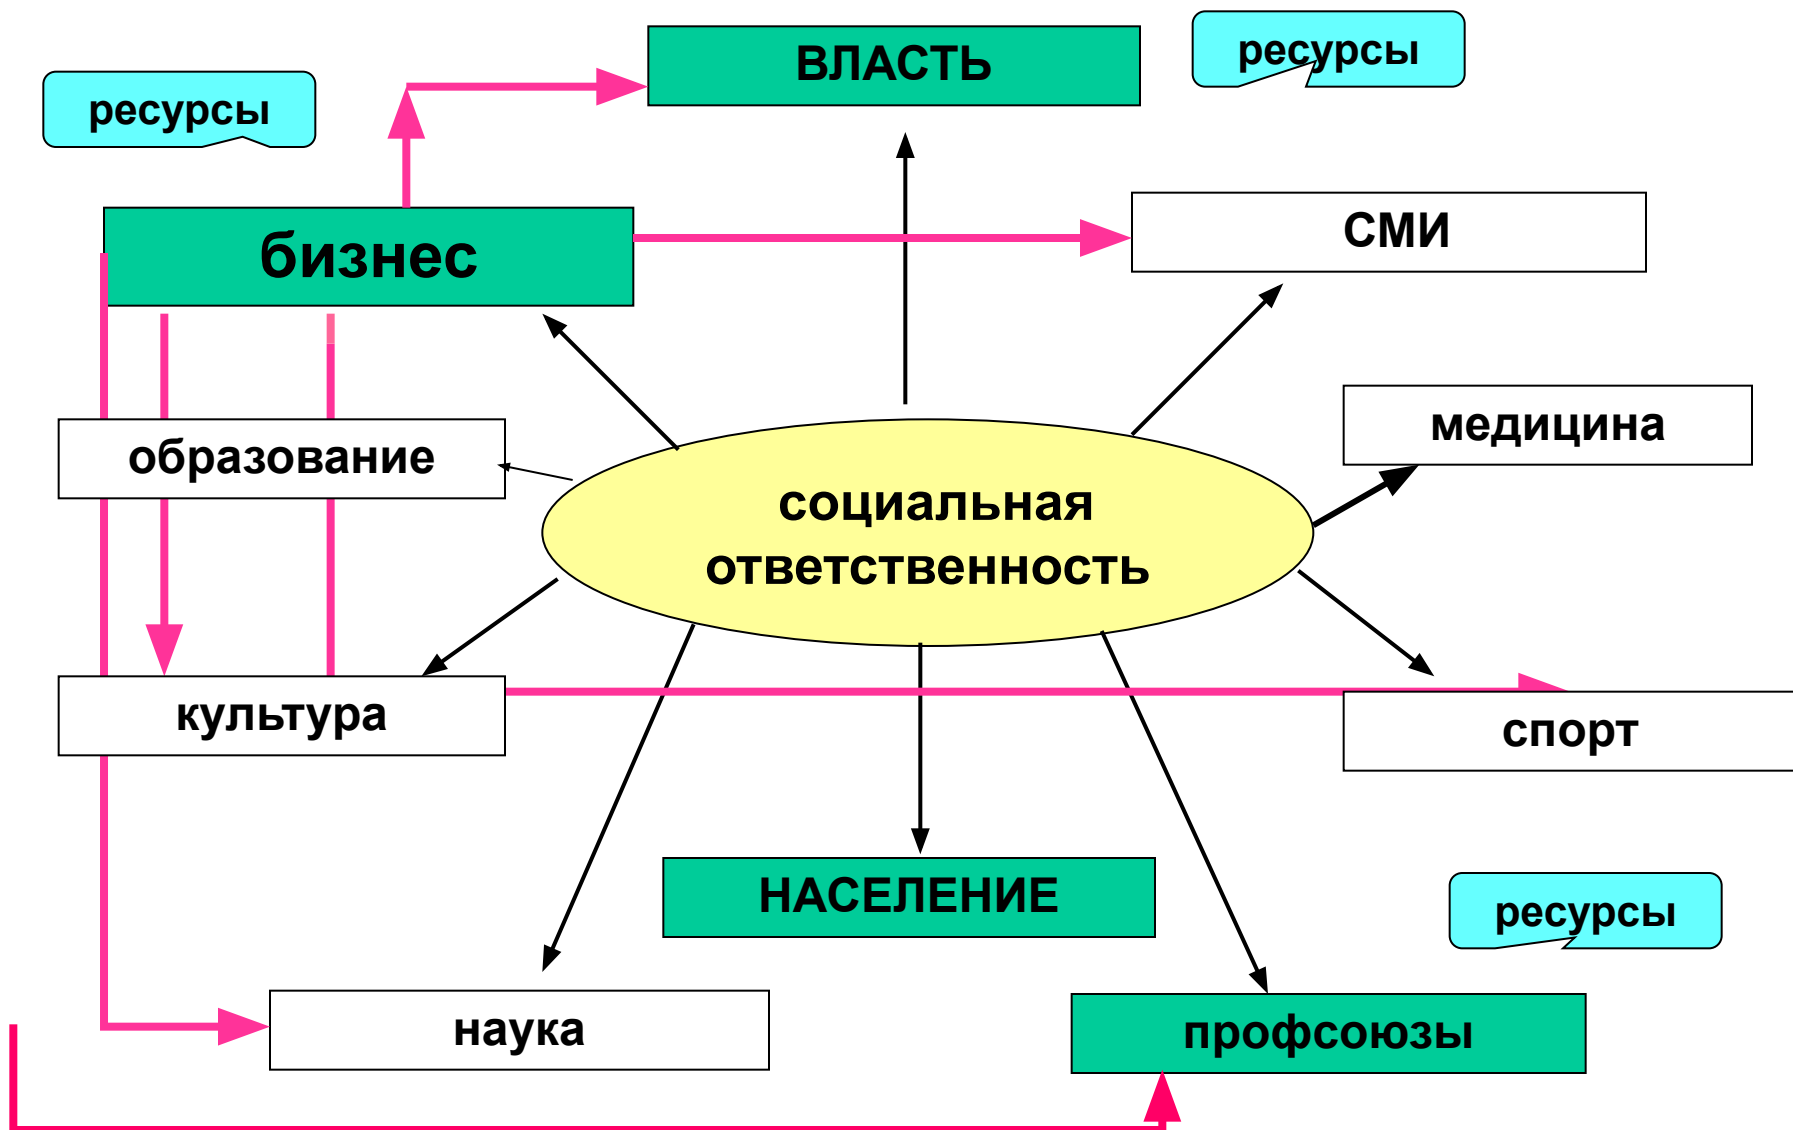 ВЛАСТЬ
ресурсы
ресурсы
бизнес
СМИ
медицина
образование
социальная
ответственность
культура
спорт
НАСЕЛЕНИЕ
ресурсы
наука
профсоюзы